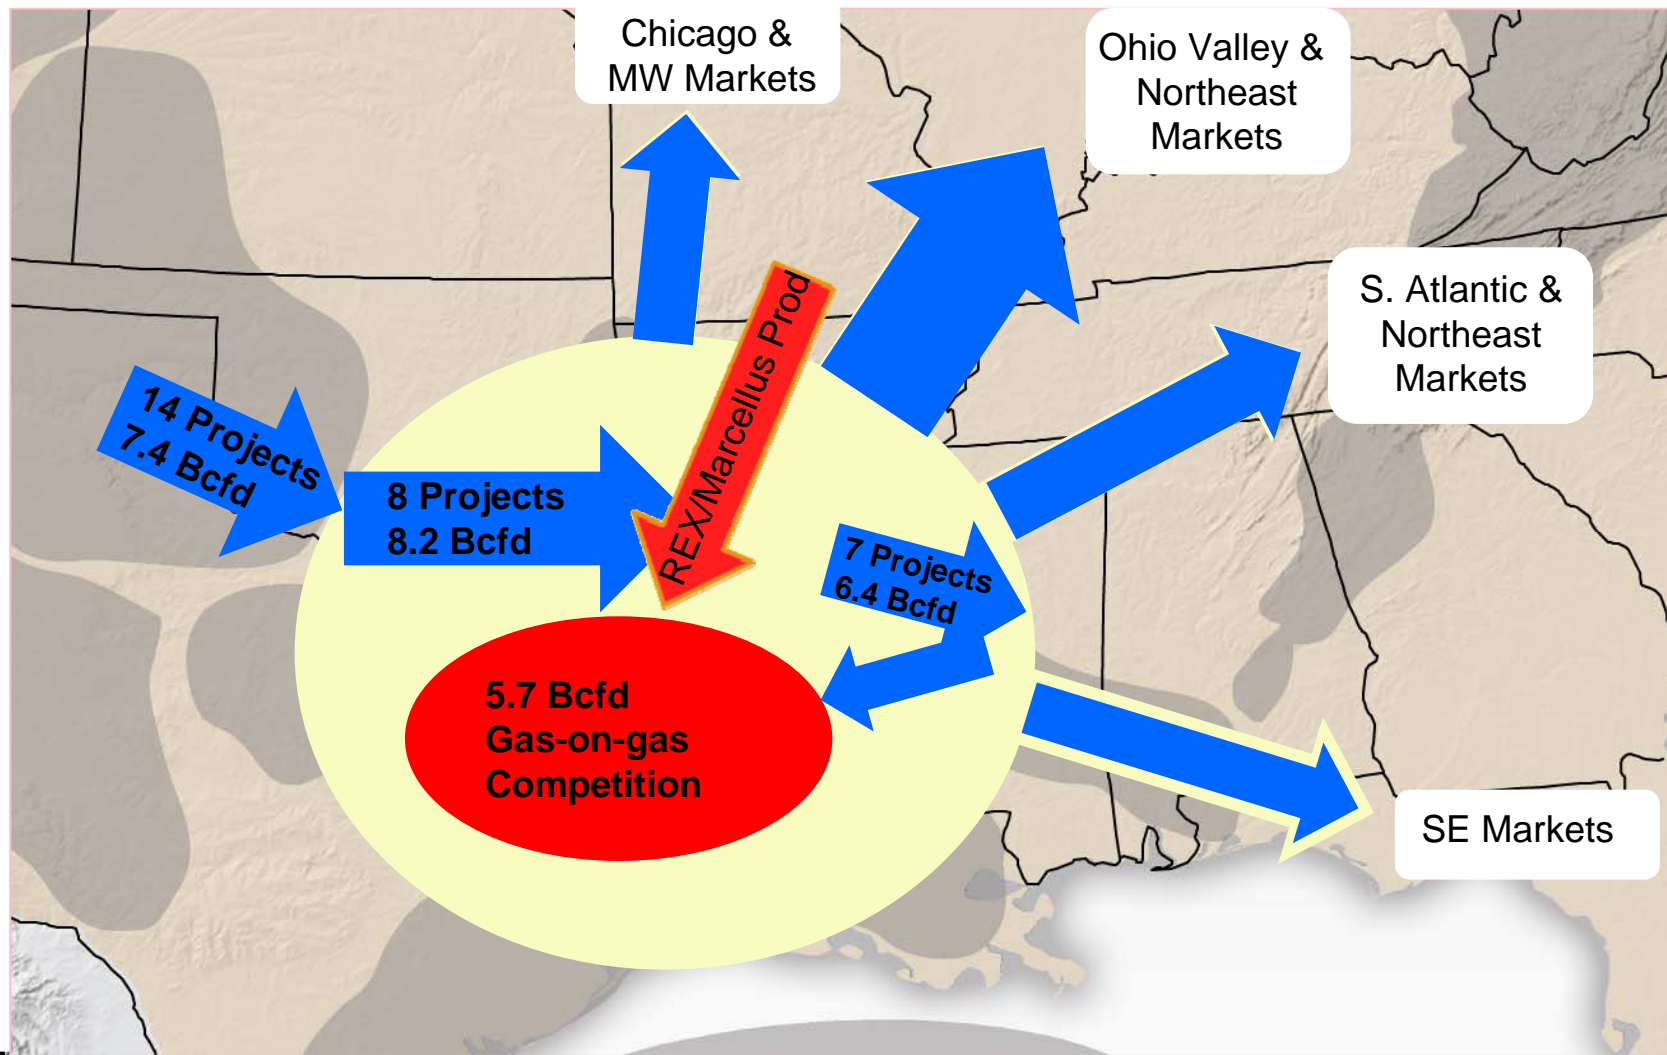 Chicago &
MW Markets
Ohio Valley &
Northeast
Markets
S. Atlantic &
Northeast
Markets
14 Projects
7.4 Bcfd
8 Projects
8.2 Bcfd
REX/Marcellus Prod
7 Projects
6.4 Bcfd
5.7 Bcfd
Gas-on-gas
Competition
SE Markets